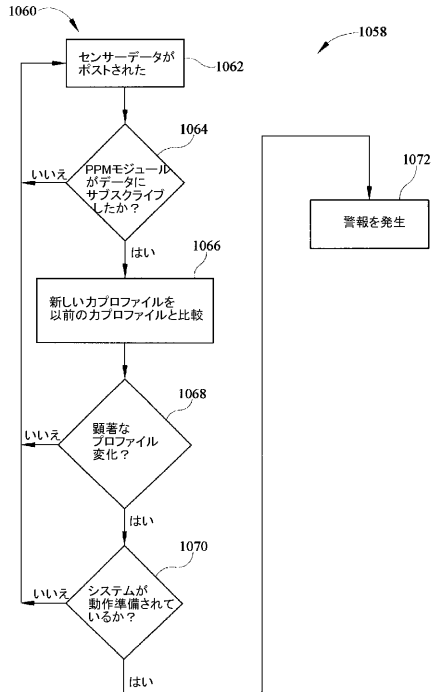 1060
1058
センサーデータが
ポストされた
1062
1064
PPMモジュール
がデータに
サブスクライブ
したか？
いいえ
はい
1072
警報を発生
1066
新しい力プロファイルを
以前の力プロファイルと比較
1068
顕著な
プロファイル
変化？
いいえ
はい
1070
システムが
動作準備されて
いるか？
いいえ
はい